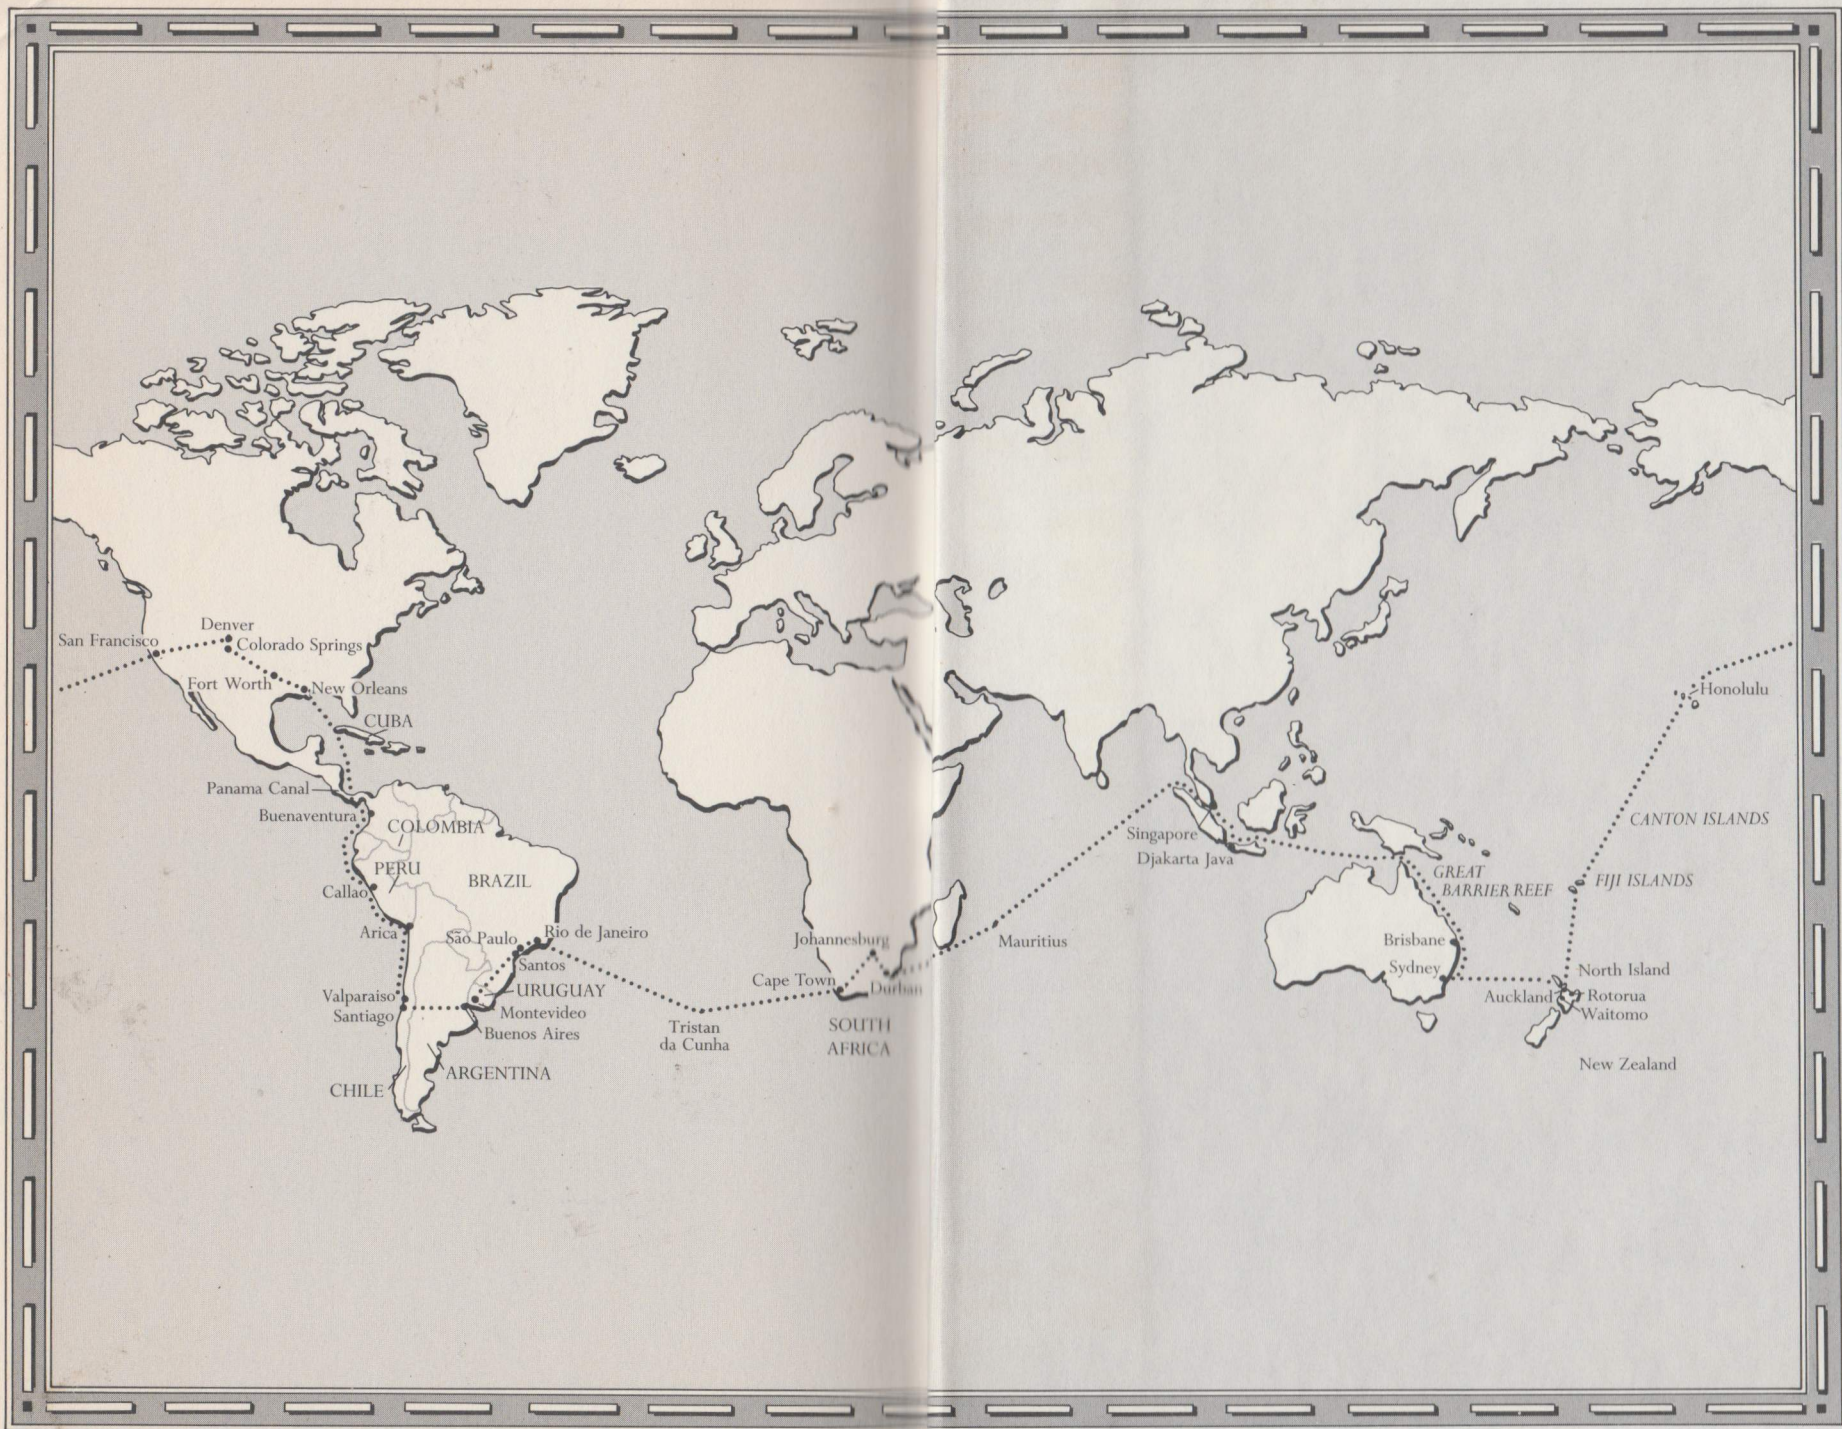 Denver
San Francisco
Colorado Springs
Fort Worth
New Orleans
CUBA
Panama Canal
Buenaventura
COLOMBIA
PERU
BRAZIL
Callao
Arica
São Paulo
Rio de Janeiro
Santos
Valparaiso
URUGUAY
Santiago
Montevideo
Buenos Aires
ARGENTINA
CHILE
Tristan
da Cunha
Johannesburg
Cape Town
Durban
SOUTH
AFRICA
Mauritius
Singapore
Djakarta Java
Honolulu
CANTON ISLANDS
GREAT
BARRIER REEF
FIJI ISLANDS
Brisbane
Sydney
North Island
Auckland
Rotorua
Waitomo
New Zealand